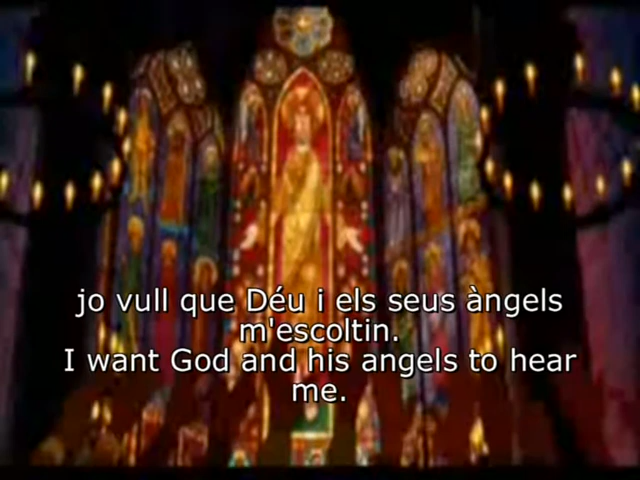 jo vull que Déu i els seus àngels
m'escoltin.
I want God and his angels to hear
me.